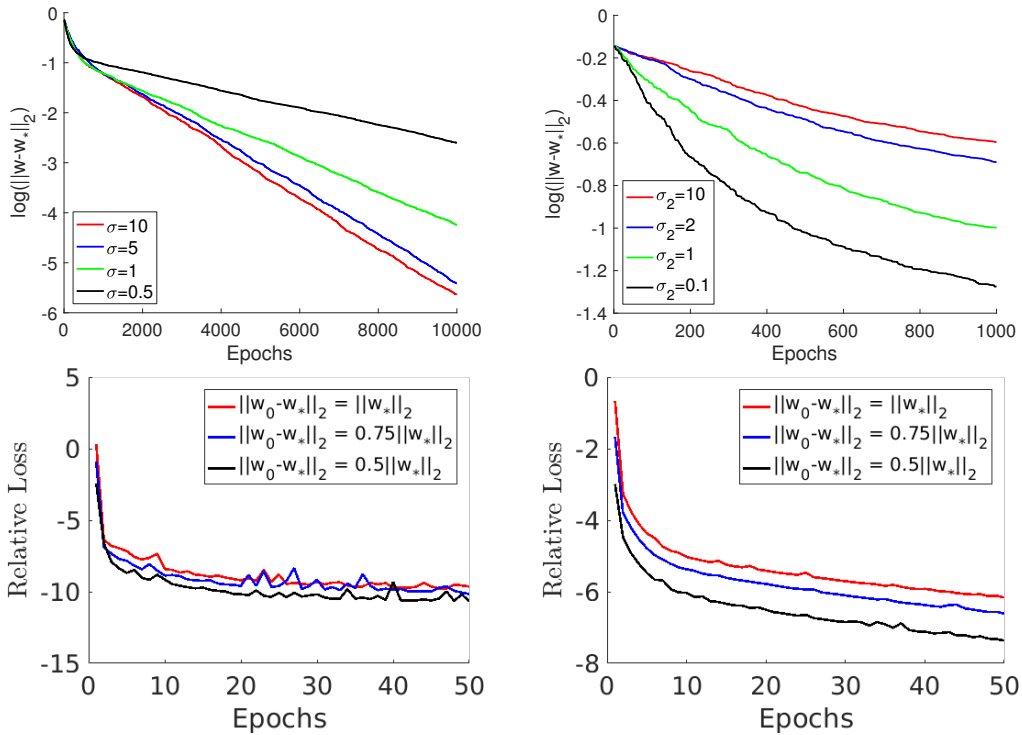 0
-1
-2
-3
-4
-5
-6
log(||w-w*||2)
σ=10
σ=5
σ=1
σ=0.5
0 2000 4000 6000 8000 10000
Epochs
0
-0.2
-0.4
-0.6
-0.8
-1
-1.2
-1.4
log(||w-w*||2)
σ2=10
σ2=2
σ2=1
σ2=0.1
0 200 400 600 800 1000
Epochs
5
0
-5
-10
-15
Relative Loss
||w0-w*||2 = ||w*||2
||w0-w*||2 = 0.75||w*||2
||w0-w*||2 = 0.5||w*||2
0 10 20 30 40 50
Epochs
0
-2
-4
-6
-8
Relative Loss
||w0-w*||2 = ||w*||2
||w0-w*||2 = 0.75||w*||2
||w0-w*||2 = 0.5||w*||2
0 10 20 30 40 50
Epochs